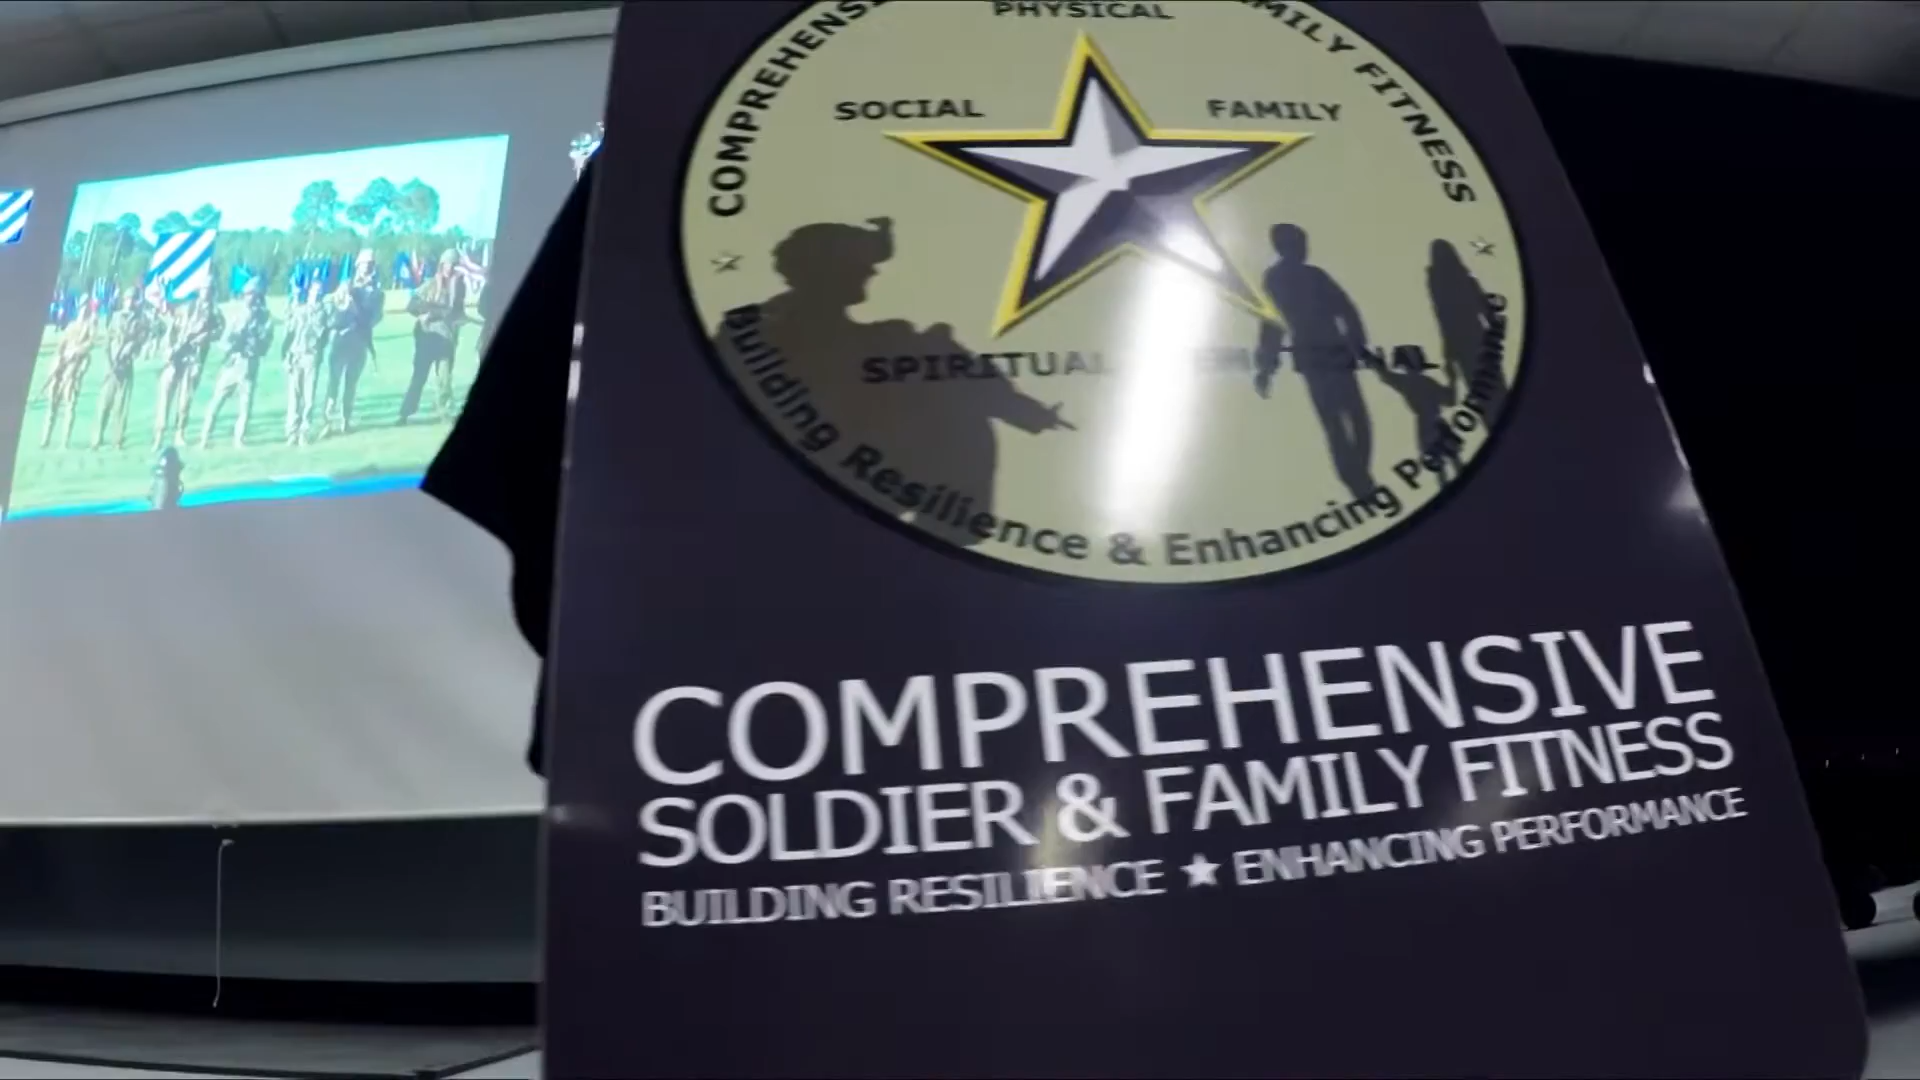 COMPREHENSIVE
FAMILY FITNESS
PHYSICAL
SOCIAL
FAMILY
SPIRITUAL
EMOTIONAL
Building Resilience & Enhancing Performance
COMPREHENSIVE
SOLDIER & FAMILY FITNESS
BUILDING RESILIENCE ★ ENHANCING PERFORMANCE